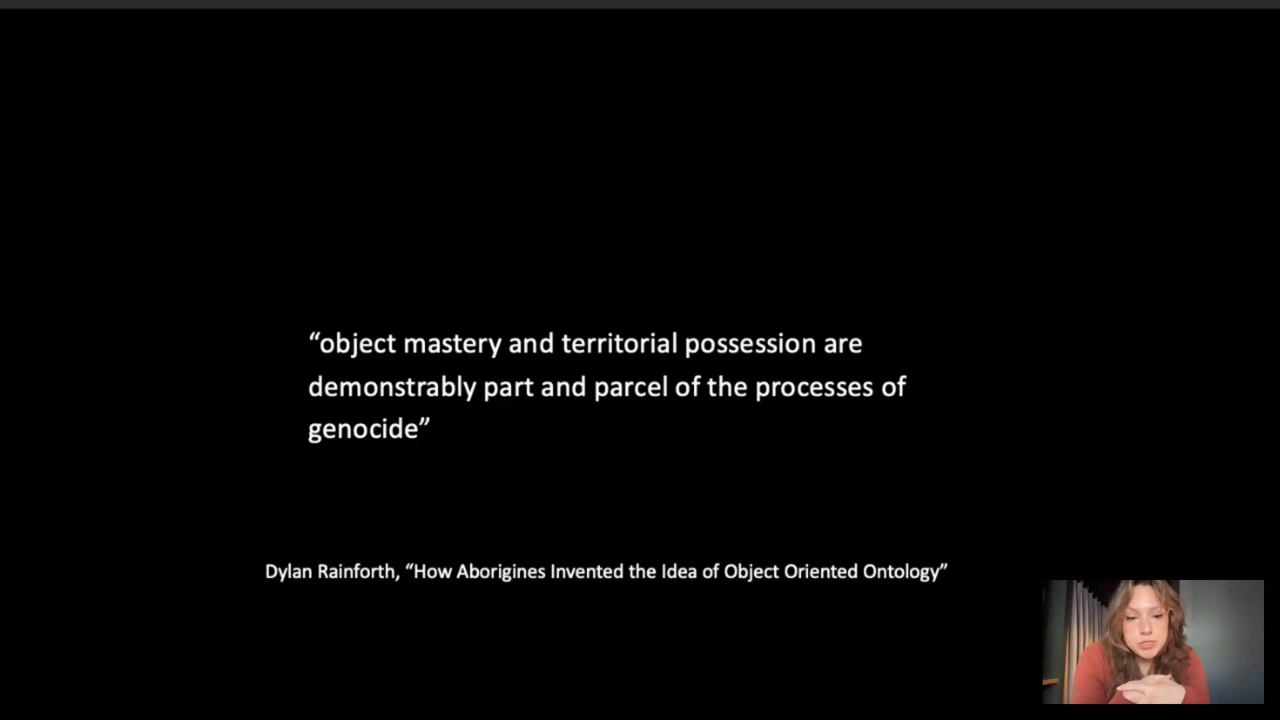 “object mastery and territorial possession are
demonstrably part and parcel of the processes of
genocide”
Dylan Rainforth, “How Aborigines Invented the Idea of Object Oriented Ontology”